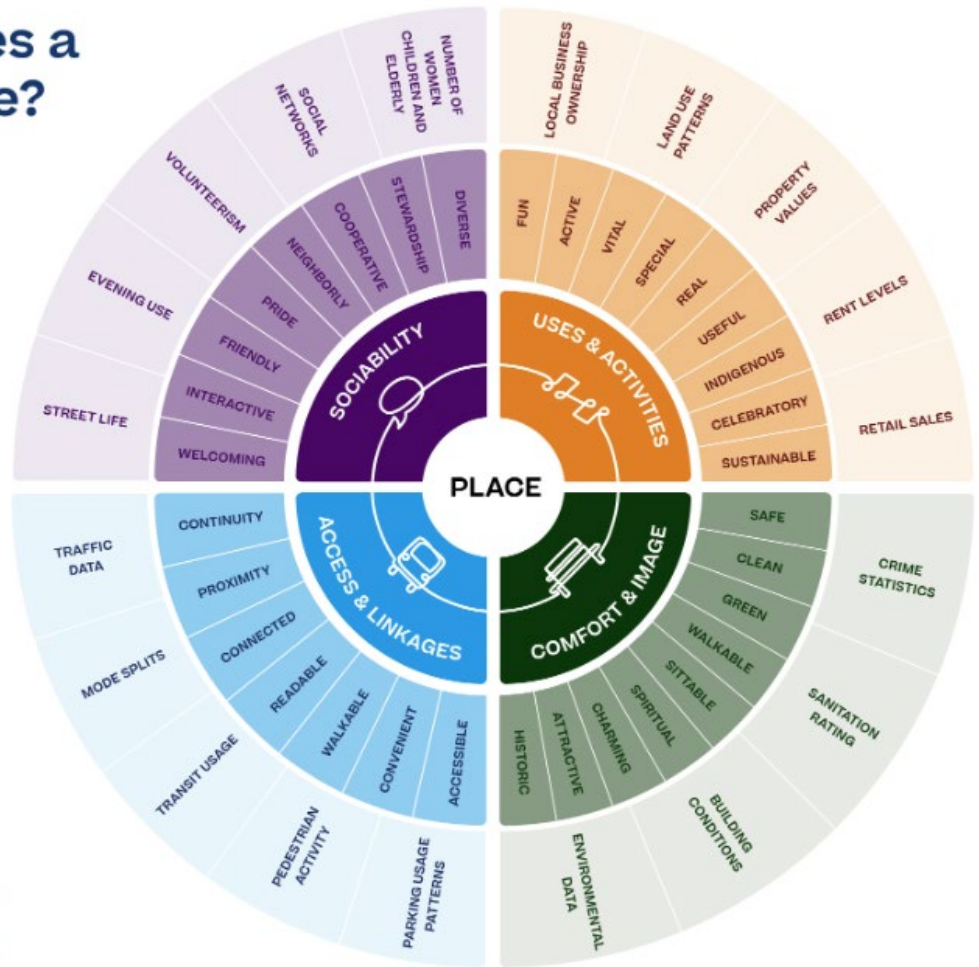 es a
e?
NUMBER OF
WOMEN
CHILDREN AND
ELDERLY
SOCIAL
NETWORKS
VOLUNTEERISM
EVENING USE
STREET LIFE
DIVERSE
STEWARDSHIP
COOPERATIVE
NEIGHBORLY
PRIDE
FRIENDLY
INTERACTIVE
WELCOMING
SOCIABILITY
LOCAL BUSINESS
OWNERSHIP
LAND USE
PATTERNS
PROPERTY
VALUES
RENT LEVELS
RETAIL SALES
FUN
ACTIVE
VITAL
SPECIAL
REAL
USEFUL
INDIGENOUS
CELEBRATORY
SUSTAINABLE
USES & ACTIVITIES
PLACE
CONTINUITY
PROXIMITY
CONNECTED
READABLE
WALKABLE
CONVENIENT
ACCESSIBLE
ACCESS & LINKAGES
TRAFFIC
DATA
MODE SPLITS
TRANSIT USAGE
PEDESTRIAN
ACTIVITY
PARKING USAGE
PATTERNS
SAFE
CLEAN
GREEN
WALKABLE
SITTABLE
SPIRITUAL
CHARMING
ATTRACTIVE
HISTORIC
COMFORT & IMAGE
CRIME
STATISTICS
SANITATION
RATING
BUILDING
CONDITIONS
ENVIRONMENTAL
DATA